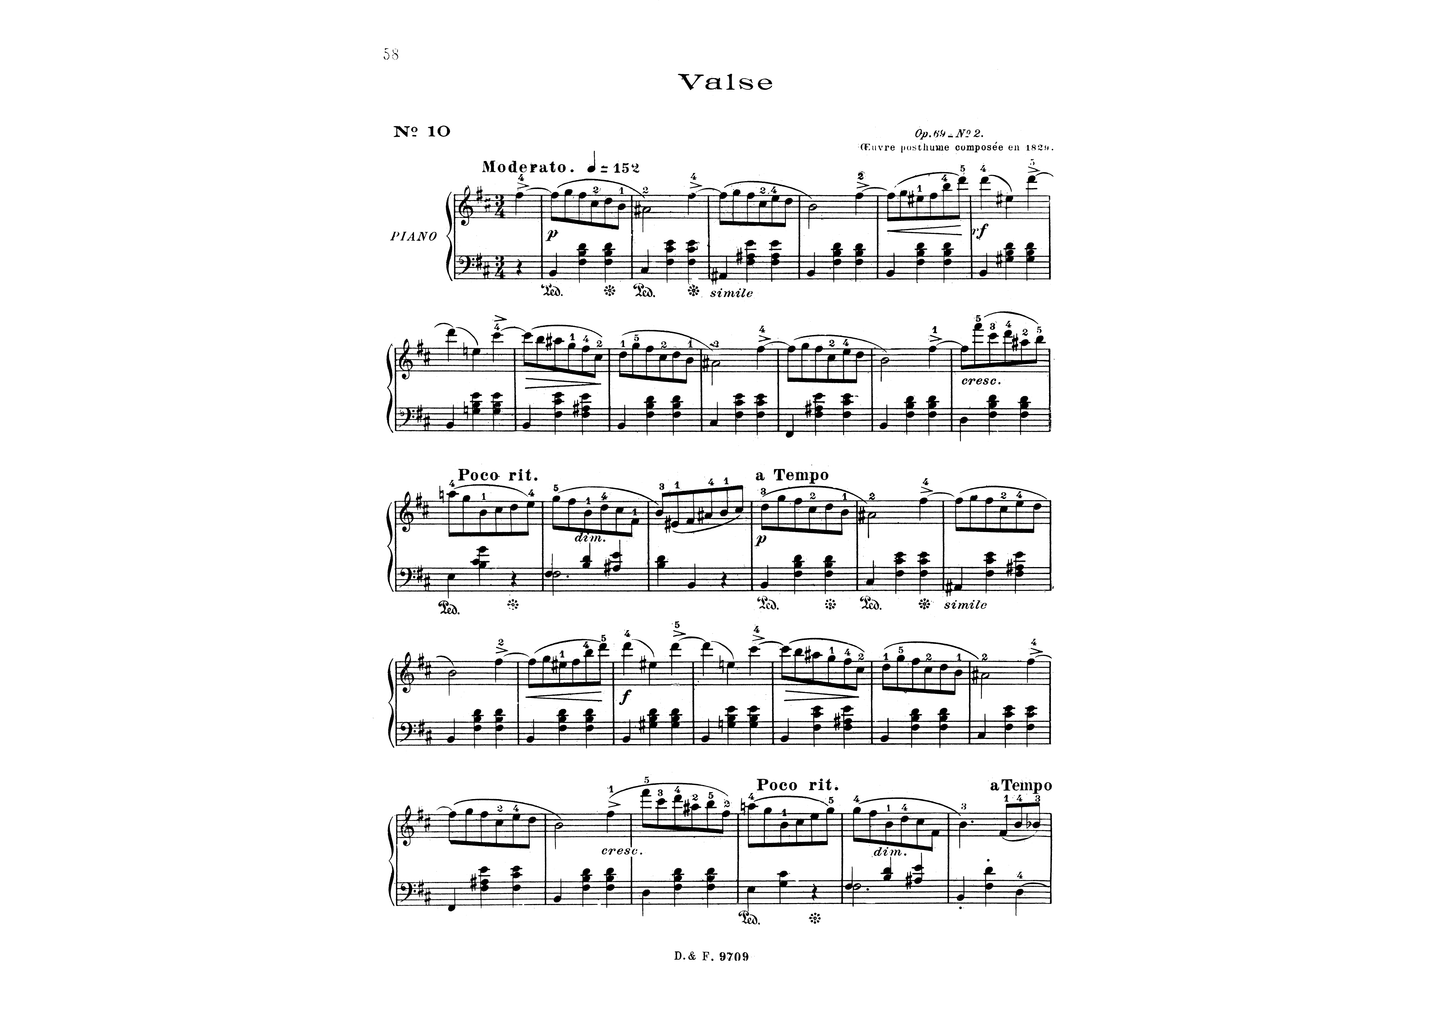 58
Valse
Nº 10
Op. 69 _ Nº 2.
Œuvre posthume composée en 1829.
Moderato. ♩ = 152
PIANO
p
rf
Ped. ✽ Ped. ✽ simile
cresc.
Poco rit. a Tempo
dim.
p
Ped. ✽ Ped. ✽ Ped. ✽ simile
f
Poco rit. a Tempo
cresc.
dim.
Ped. ✽
D. & F. 9709